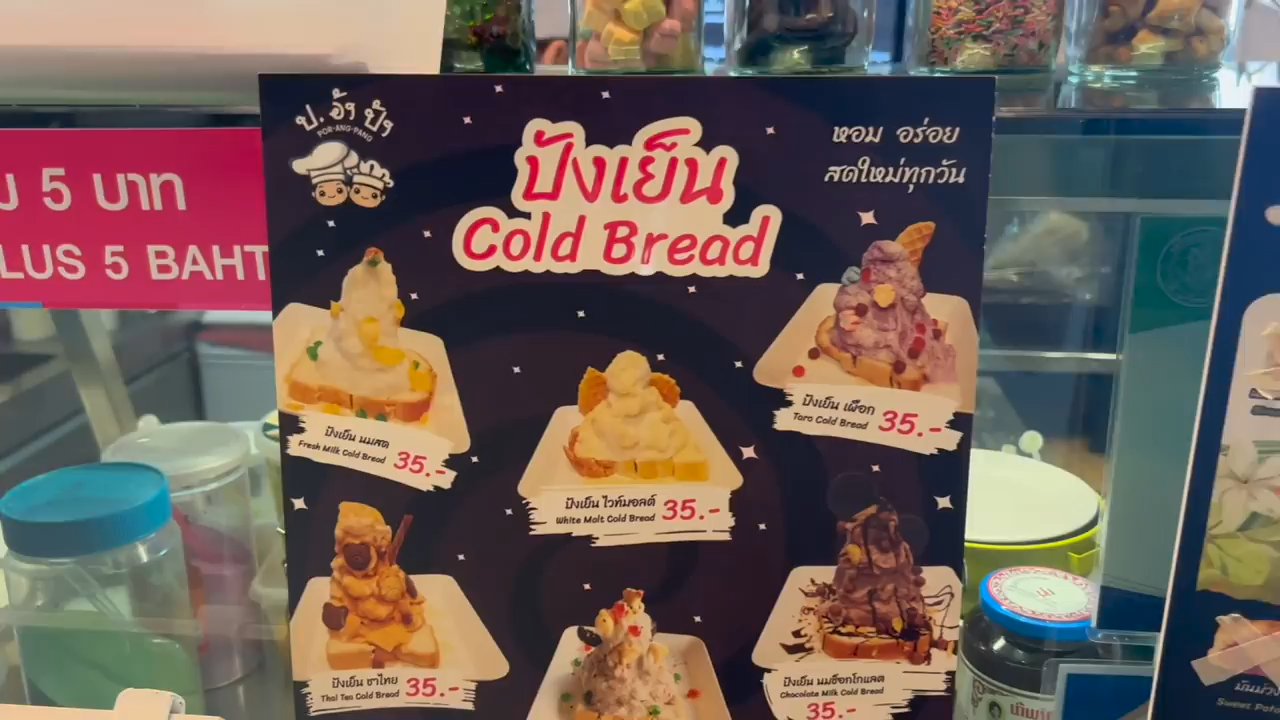 ป.อ้ำ ปัง
POR-ANG-PANG
ปังเย็น
Cold Bread
หอม อร่อย
สดใหม่ทุกวัน
5 บาท
5 BAHT
ปังเย็น นมสด
Fresh Milk Cold Bread 35.-
ปังเย็น ไวท์มอลต์
White Malt Cold Bread 35.-
ปังเย็น เผือก
Taro Cold Bread 35.-
ปังเย็น ชาไทย
Thai Tea Cold Bread 35.-
ปังเย็น นมช็อกโกแลต
Chocolate Milk Cold Bread
35.-